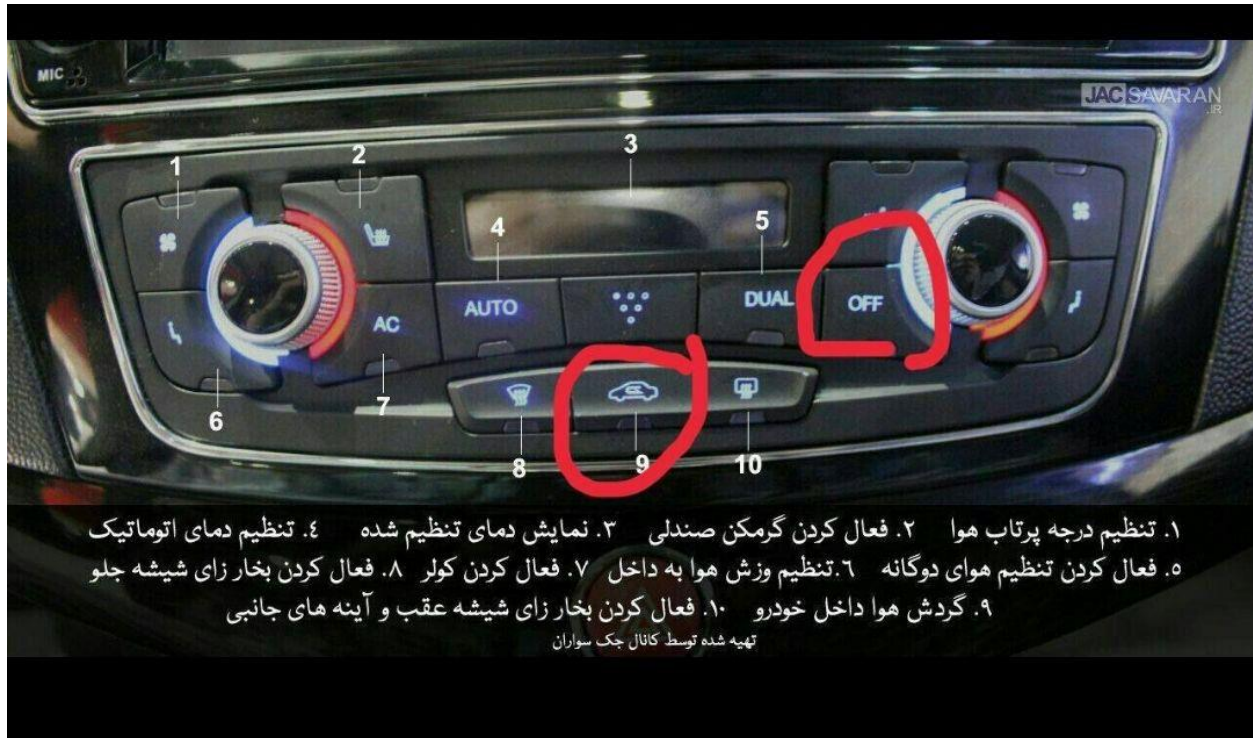 MIC
JAC SAVARAN
.IR
1
2
3
4
5
AUTO
DUAL
OFF
AC
6
7
8
9
10
۱. تنظیم درجه پرتاب هوا ۲. فعال کردن گرمکن صندلی ۳. نمایش دمای تنظیم شده ٤. تنظیم دمای اتوماتیک
۵. فعال کردن تنظیم هوای دوگانه ٦.تنظیم وزش هوا به داخل ۷. فعال کردن کولر ۸. فعال کردن بخار زای شیشه جلو
۹. گردش هوا داخل خودرو ۱۰. فعال کردن بخار زای شیشه عقب و آینه های جانبی
تهیه شده توسط کانال جک سواران